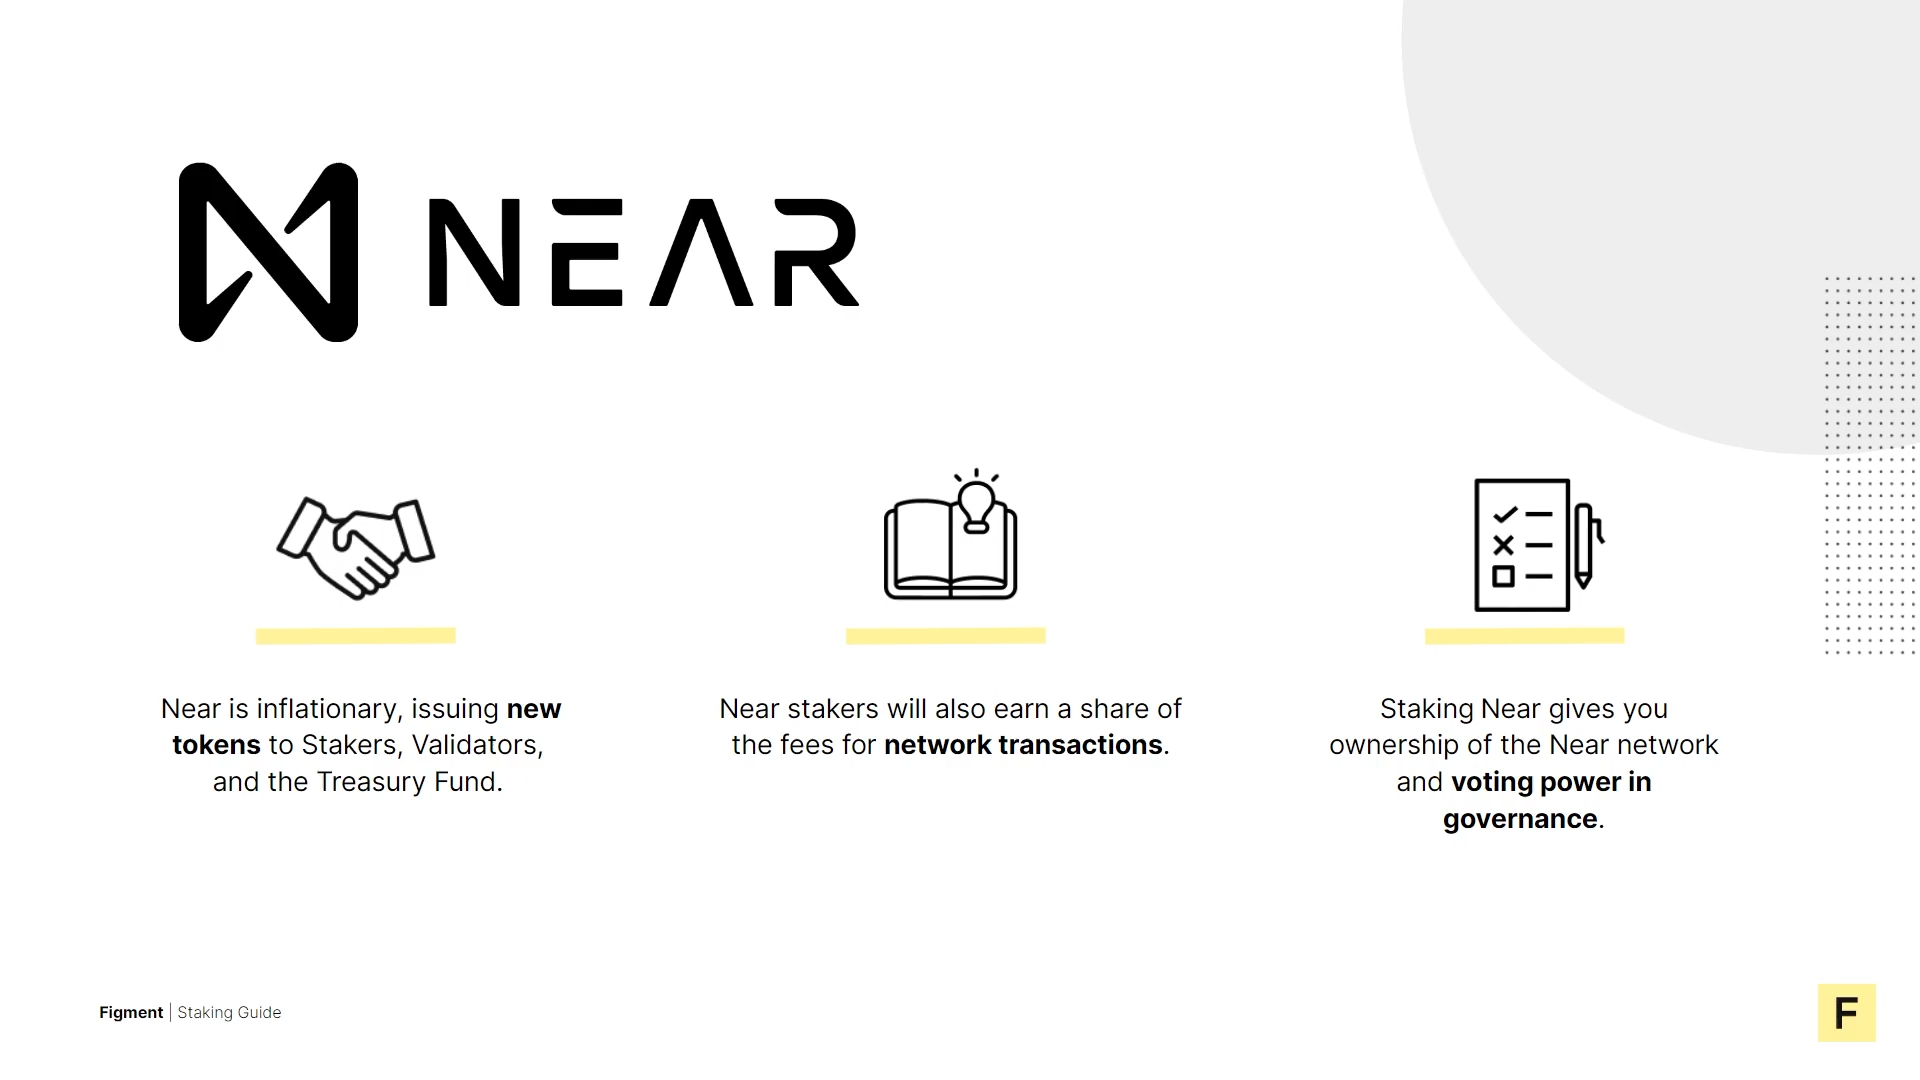 NEAR
Near is inflationary, issuing new
tokens to Stakers, Validators,
and the Treasury Fund.
Near stakers will also earn a share of
the fees for network transactions.
Staking Near gives you
ownership of the Near network
and voting power in
governance.
Figment | Staking Guide
F